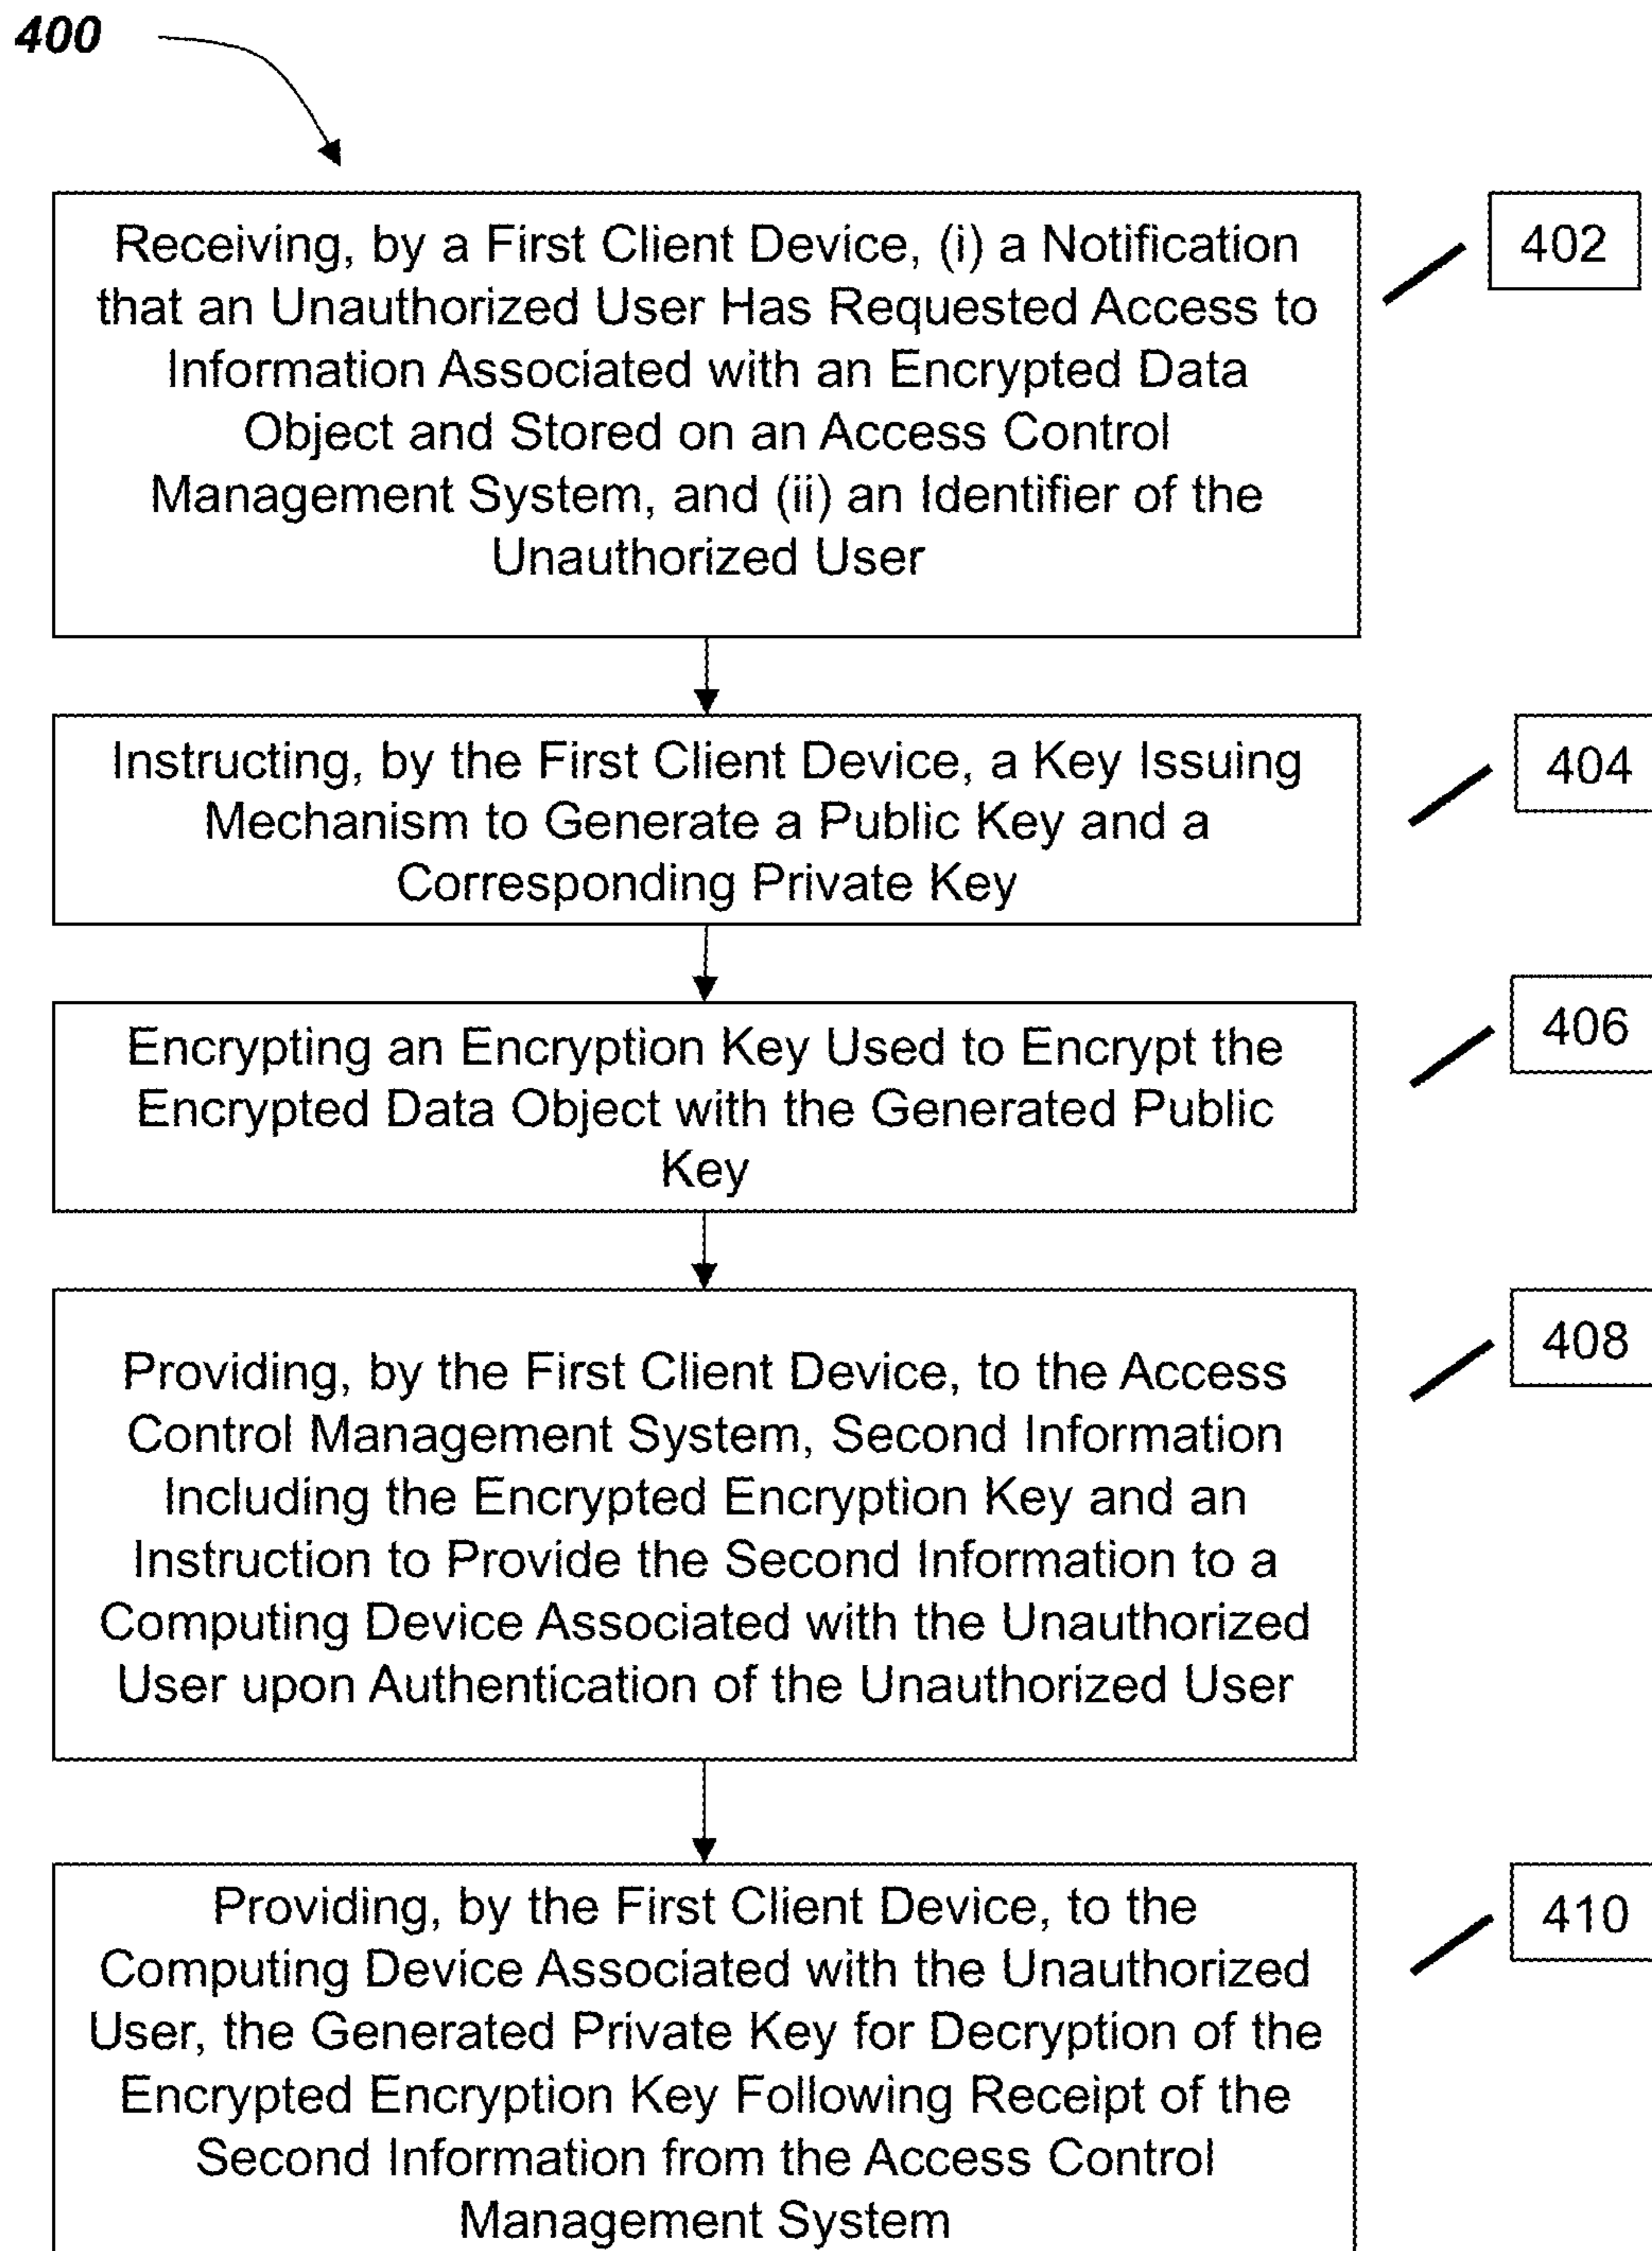 400
Receiving, by a First Client Device, (i) a Notification
that an Unauthorized User Has Requested Access to
Information Associated with an Encrypted Data
Object and Stored on an Access Control
Management System, and (ii) an Identifier of the
Unauthorized User
402
Instructing, by the First Client Device, a Key Issuing
Mechanism to Generate a Public Key and a
Corresponding Private Key
404
Encrypting an Encryption Key Used to Encrypt the
Encrypted Data Object with the Generated Public
Key
406
Providing, by the First Client Device, to the Access
Control Management System, Second Information
Including the Encrypted Encryption Key and an
Instruction to Provide the Second Information to a
Computing Device Associated with the Unauthorized
User upon Authentication of the Unauthorized User
408
Providing, by the First Client Device, to the
Computing Device Associated with the Unauthorized
User, the Generated Private Key for Decryption of the
Encrypted Encryption Key Following Receipt of the
Second Information from the Access Control
Management System
410